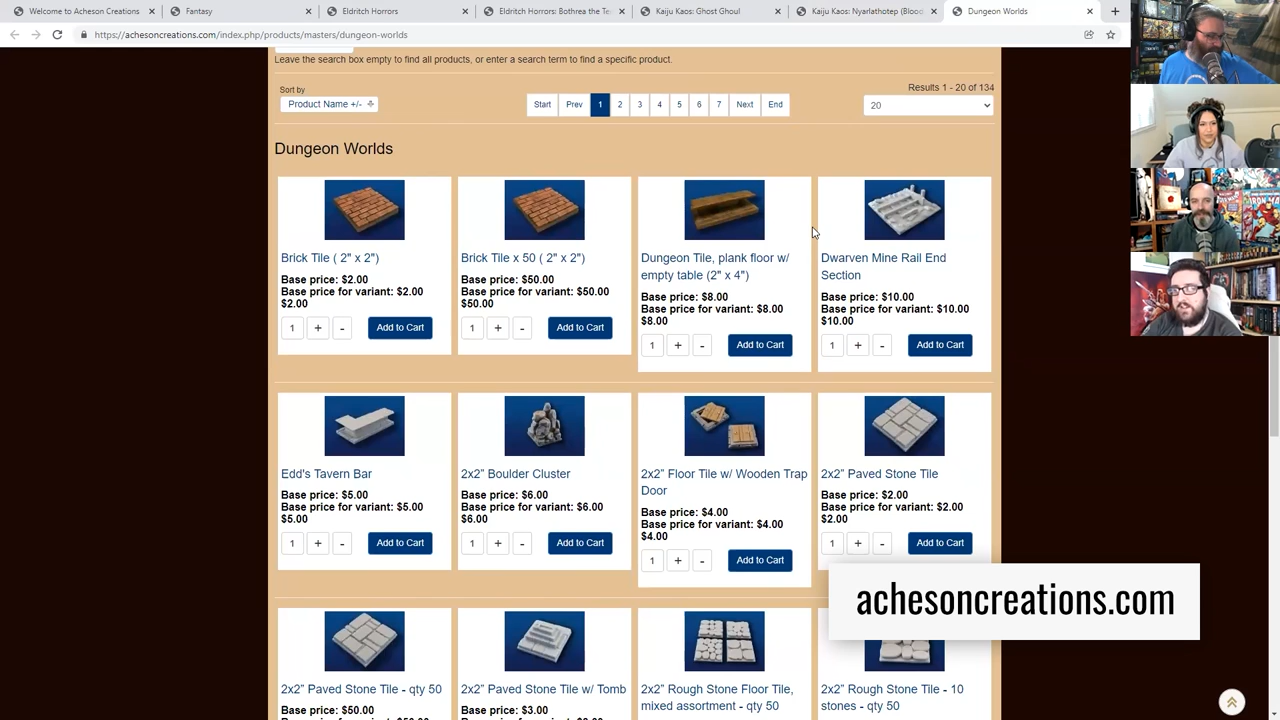 Welcome to Acheson Creations
Fantasy
Eldritch Horrors
Eldritch Horrors: Bothrea the Te
Kaiju Kaos: Ghost Ghoul
Kaiju Kaos: Nyarlathotep (Blood
Dungeon Worlds
https://achesoncreations.com/index.php/products/masters/dungeon-worlds
Leave the search box empty to find all products, or enter a search term to find a specific product.
Sort by
Product Name +/-
Start Prev 1 2 3 4 5 6 7 Next End
Results 1 - 20 of 134
20
Dungeon Worlds
Brick Tile ( 2" x 2")
Base price: $2.00
Base price for variant: $2.00
$2.00
1 + - Add to Cart
Brick Tile x 50 ( 2" x 2")
Base price: $50.00
Base price for variant: $50.00
$50.00
1 + - Add to Cart
Dungeon Tile, plank floor w/
empty table (2" x 4")
Base price: $8.00
Base price for variant: $8.00
$8.00
1 + - Add to Cart
Dwarven Mine Rail End
Section
Base price: $10.00
Base price for variant: $10.00
$10.00
1 + - Add to Cart
Edd's Tavern Bar
Base price: $5.00
Base price for variant: $5.00
$5.00
1 + - Add to Cart
2x2” Boulder Cluster
Base price: $6.00
Base price for variant: $6.00
$6.00
1 + - Add to Cart
2x2” Floor Tile w/ Wooden Trap
Door
Base price: $4.00
Base price for variant: $4.00
$4.00
1 + - Add to Cart
2x2” Paved Stone Tile
Base price: $2.00
Base price for variant: $2.00
$2.00
1 + - Add to Cart
achesoncreations.com
2x2” Paved Stone Tile - qty 50
Base price: $50.00
2x2” Paved Stone Tile w/ Tomb
Base price: $3.00
2x2” Rough Stone Floor Tile,
mixed assortment - qty 50
2x2” Rough Stone Tile - 10
stones - qty 50